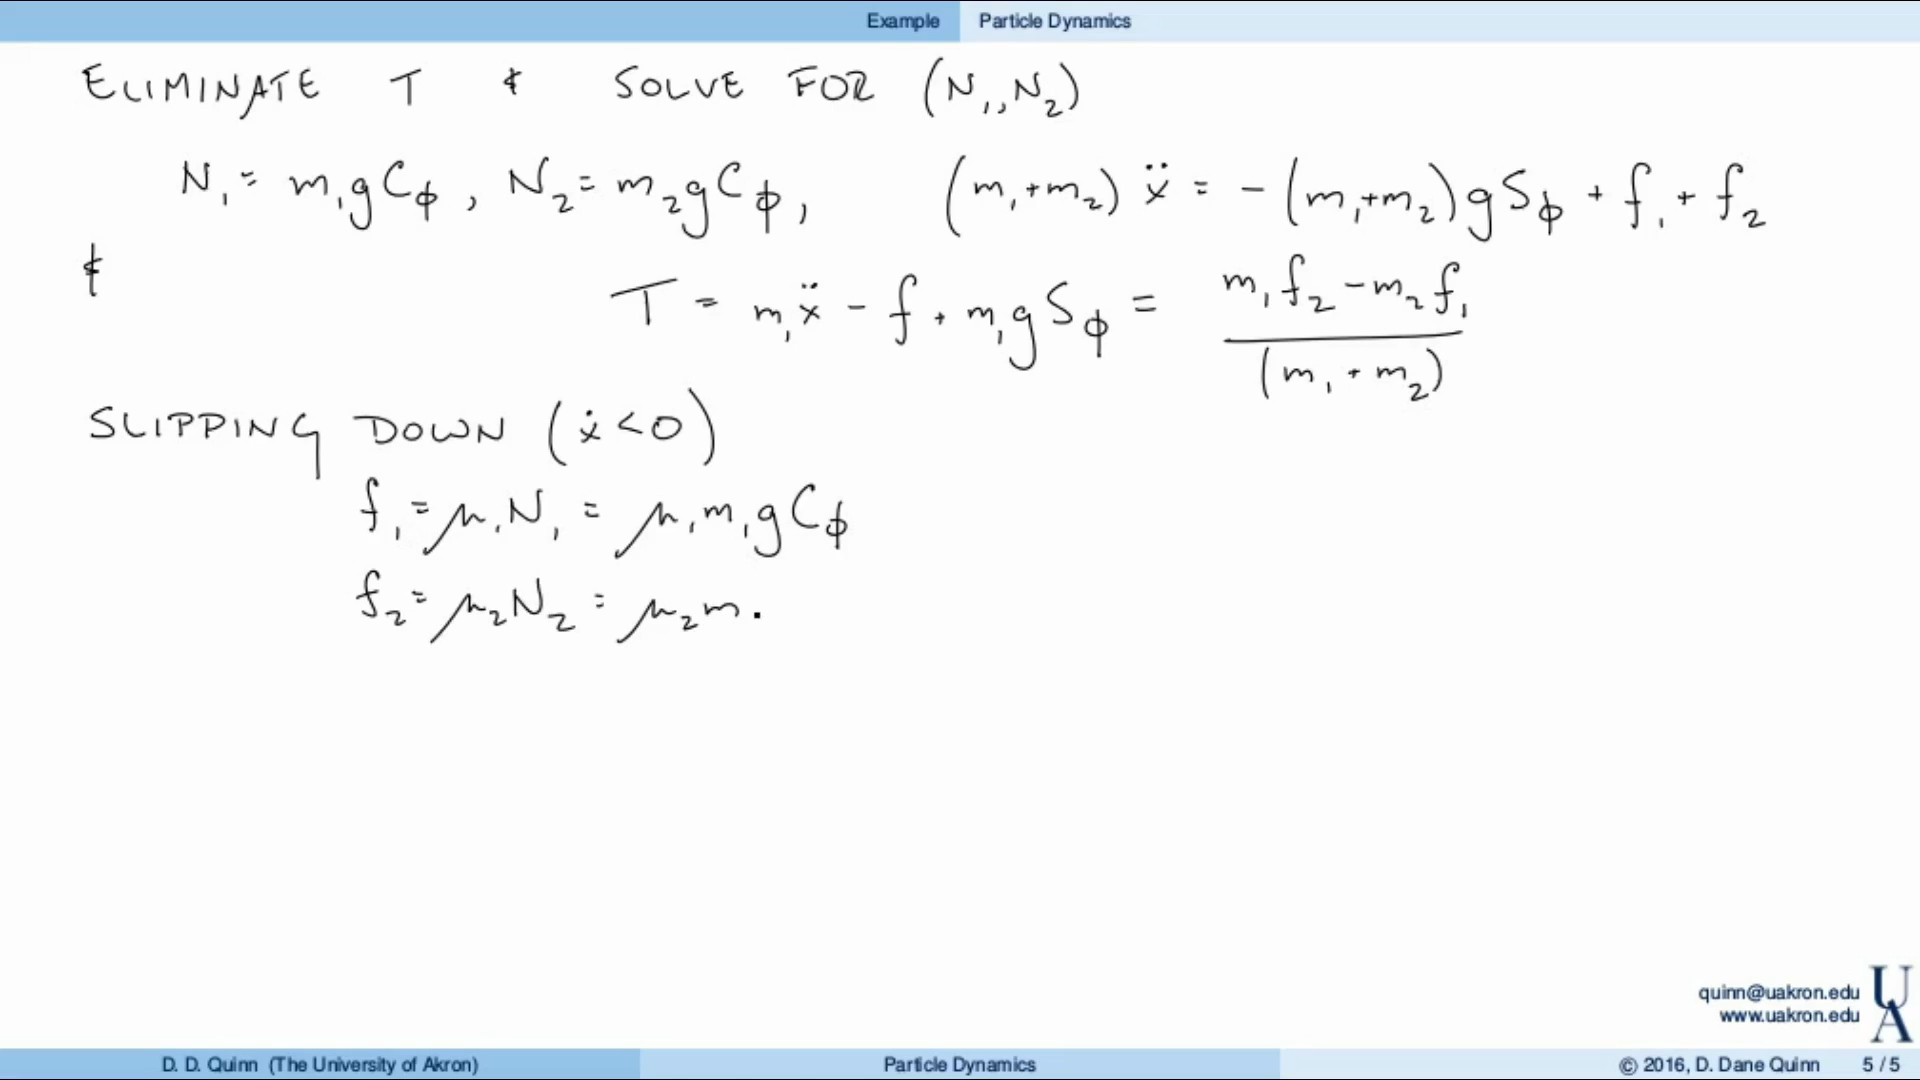 Example Particle Dynamics
ELIMINATE T & SOLVE FOR (N₁, N₂)
N₁ = m₁gCϕ, N₂ = m₂gCϕ, (m₁+m₂)ẍ = -(m₁+m₂)gSϕ + f₁ + f₂
&
T = m₁ẍ - f + m₁gSϕ = (m₁f₂ - m₂f₁)/(m₁+m₂)
SLIPPING DOWN (ẋ<0)
f₁ = μ₁N₁ = μ₁m₁gCϕ
f₂ = μ₂N₂ = μ₂m.
quinn@uakron.edu
www.uakron.edu
UA
D. D. Quinn (The University of Akron) Particle Dynamics © 2016, D. Dane Quinn 5 / 5